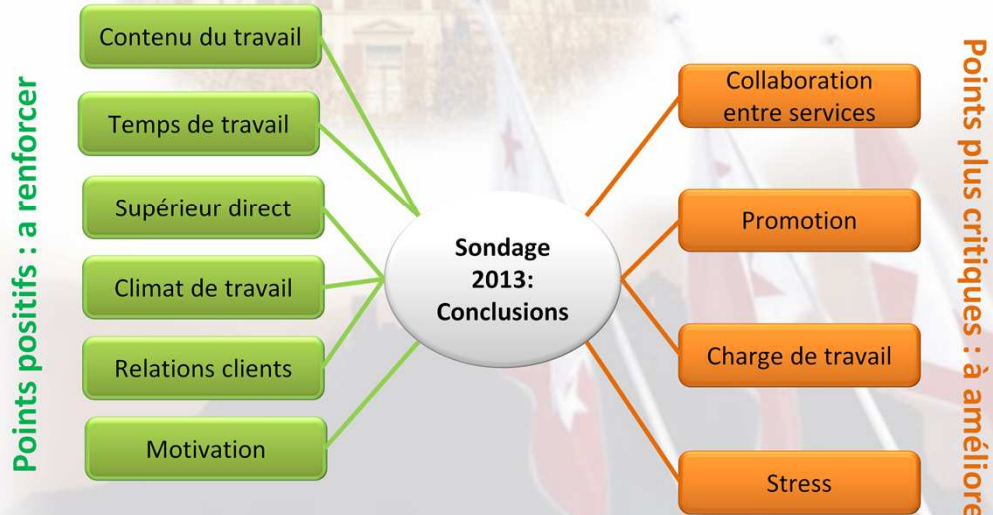 Points positifs : a renforcer
Contenu du travail
Temps de travail
Supérieur direct
Climat de travail
Relations clients
Motivation
Sondage
2013:
Conclusions
Collaboration
entre services
Promotion
Charge de travail
Stress
Points plus critiques : à améliore